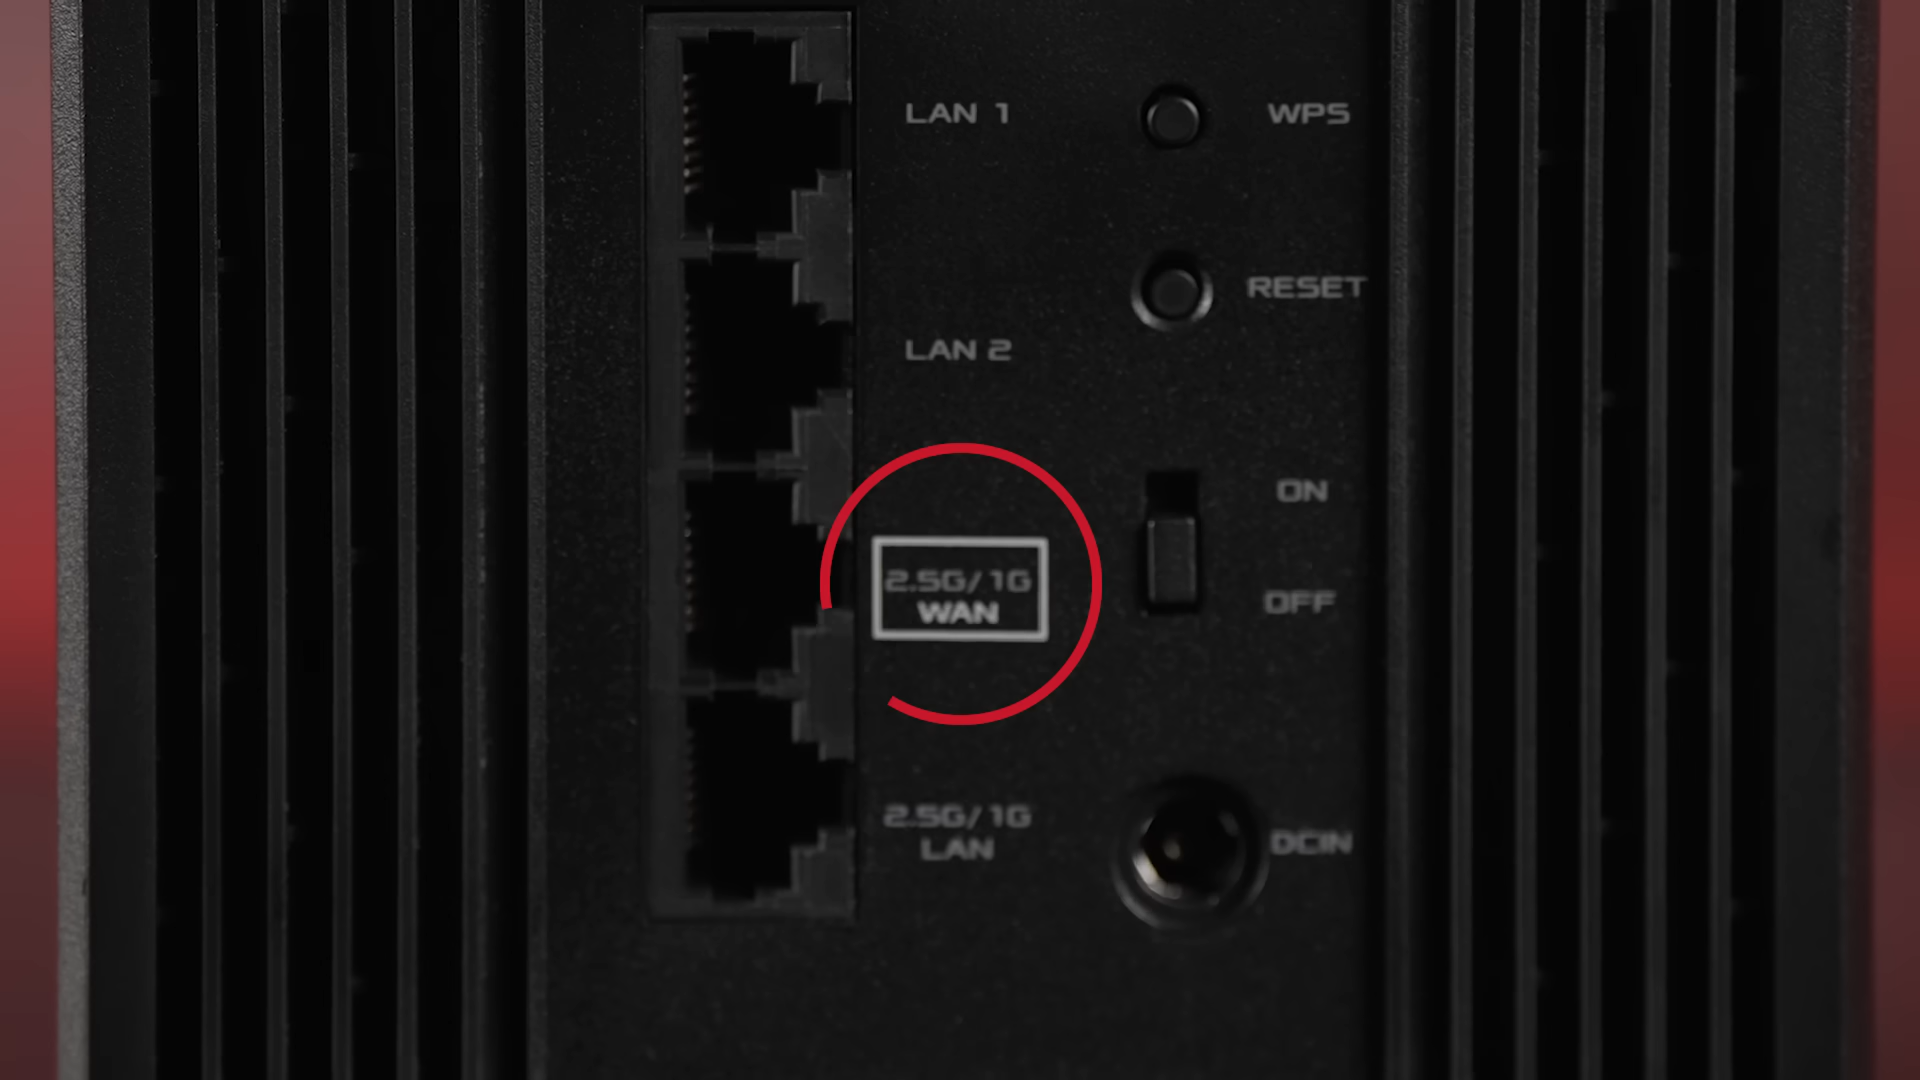 LAN 1
WPS
RESET
LAN 2
ON
2.5G/1G
WAN
OFF
2.5G/1G
LAN
DCIN